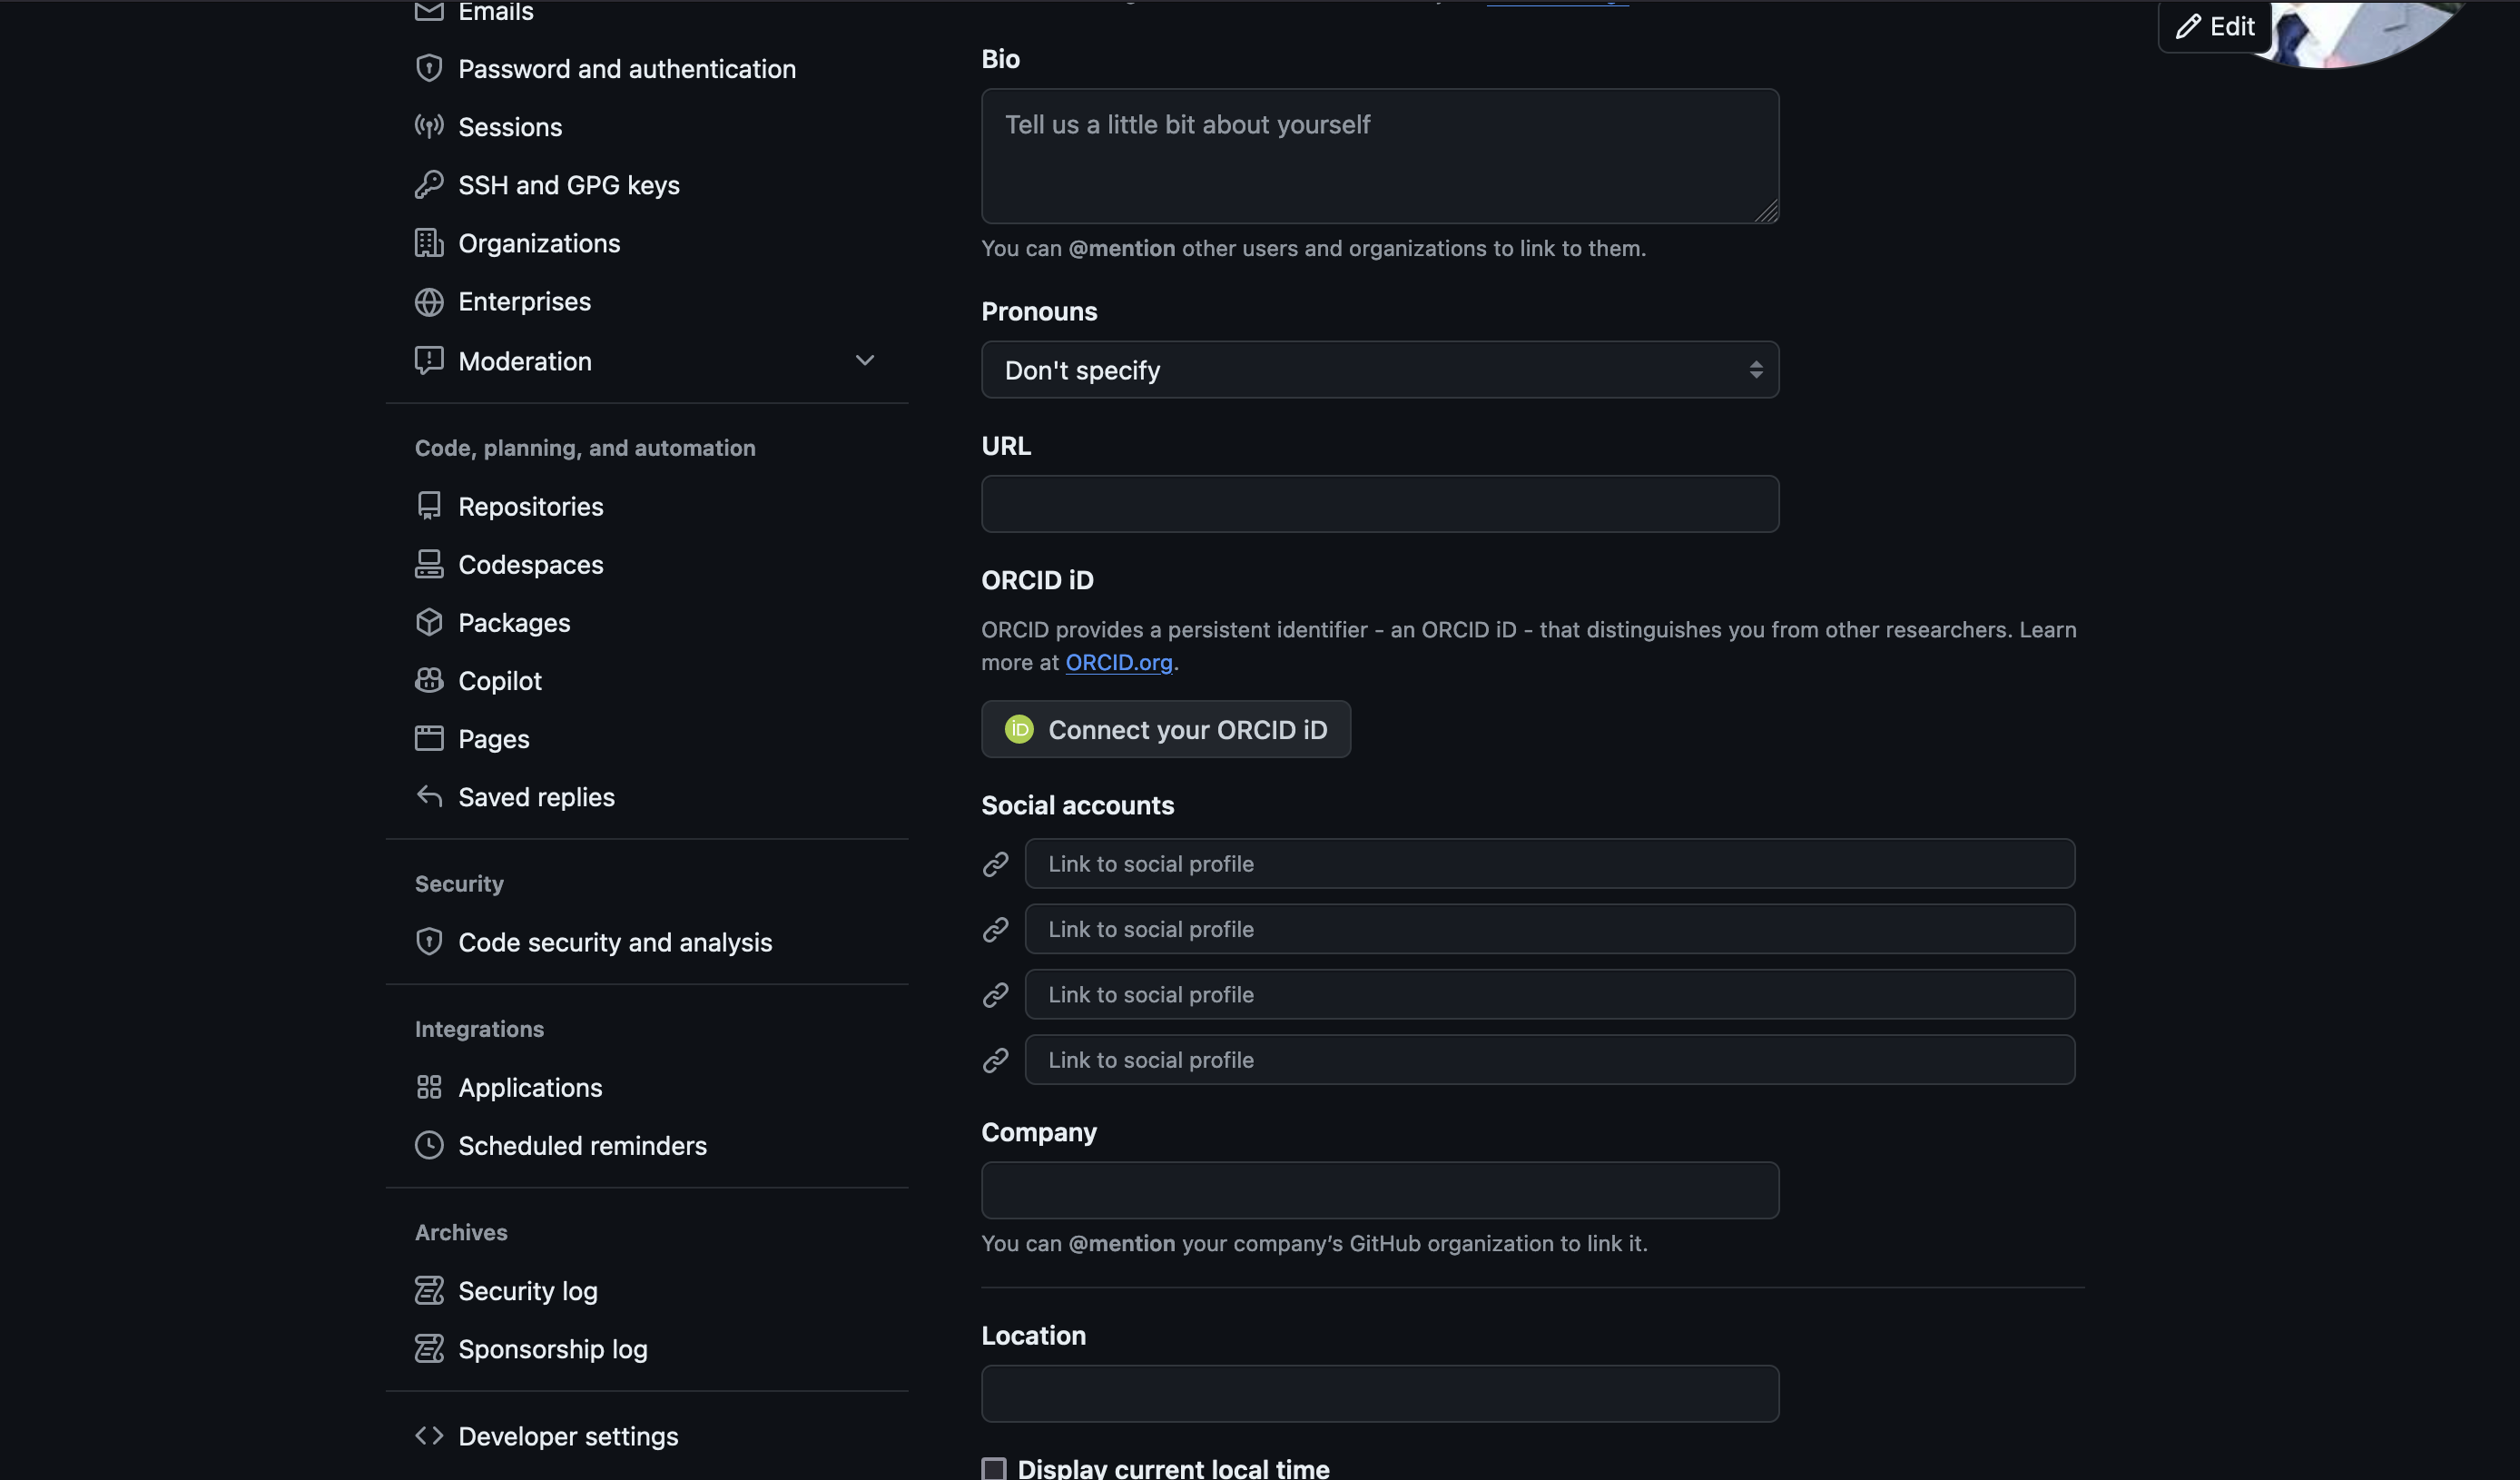 Emails
Password and authentication
Sessions
SSH and GPG keys
Organizations
Enterprises
Moderation
Code, planning, and automation
Repositories
Codespaces
Packages
Copilot
Pages
Saved replies
Security
Code security and analysis
Integrations
Applications
Scheduled reminders
Archives
Security log
Sponsorship log
Developer settings
Edit
Bio
Tell us a little bit about yourself
You can @mention other users and organizations to link to them.
Pronouns
Don't specify
URL
ORCID iD
ORCID provides a persistent identifier - an ORCID iD - that distinguishes you from other researchers. Learn
more at ORCID.org.
iD Connect your ORCID iD
Social accounts
Link to social profile
Link to social profile
Link to social profile
Link to social profile
Company
You can @mention your company’s GitHub organization to link it.
Location
Display current local time